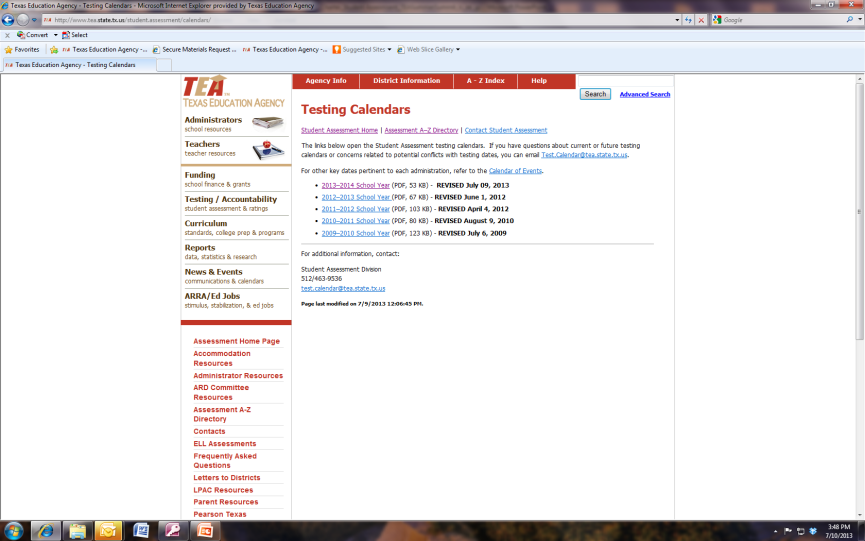 Texas Education Agency - Testing Calendars - Microsoft Internet Explorer provided by Texas Education Agency
http://www.tea.state.tx.us/student.assessment/calendars/
Google
x Convert Select
Favorites TEA Texas Education Agency -... Secure Materials Request ... TEA Texas Education Agency -... Suggested Sites Web Slice Gallery
TEA Texas Education Agency - Testing Calendars
TEA TM
TEXAS EDUCATION AGENCY
Agency Info District Information A - Z Index Help
Search Advanced Search
Administrators
school resources
Teachers
teacher resources
Funding
school finance & grants
Testing / Accountability
student assessment & ratings
Curriculum
standards, college prep & programs
Reports
data, statistics & research
News & Events
communications & calendars
ARRA/Ed Jobs
stimulus, stabilization, & ed jobs
Assessment Home Page
Accommodation
Resources
Administrator Resources
ARD Committee
Resources
Assessment A-Z
Directory
Contacts
ELL Assessments
Frequently Asked
Questions
Letters to Districts
LPAC Resources
Parent Resources
Pearson Texas
Testing Calendars
Student Assessment Home | Assessment A–Z Directory | Contact Student Assessment
The links below open the Student Assessment testing calendars. If you have questions about current or future testing
calendars or concerns related to potential conflicts with testing dates, you can email Test.Calendar@tea.state.tx.us.
For other key dates pertinent to each administration, refer to the Calendar of Events.
• 2013–2014 School Year (PDF, 53 KB) - REVISED July 09, 2013
• 2012–2013 School Year (PDF, 67 KB) - REVISED June 1, 2012
• 2011–2012 School Year (PDF, 103 KB) - REVISED April 4, 2012
• 2010–2011 School Year (PDF, 80 KB) - REVISED August 9, 2010
• 2009–2010 School Year (PDF, 123 KB) - REVISED July 6, 2009
For additional information, contact:
Student Assessment Division
512/463-9536
test.calendar@tea.state.tx.us
Page last modified on 7/9/2013 12:06:45 PM.
3:48 PM
7/10/2013